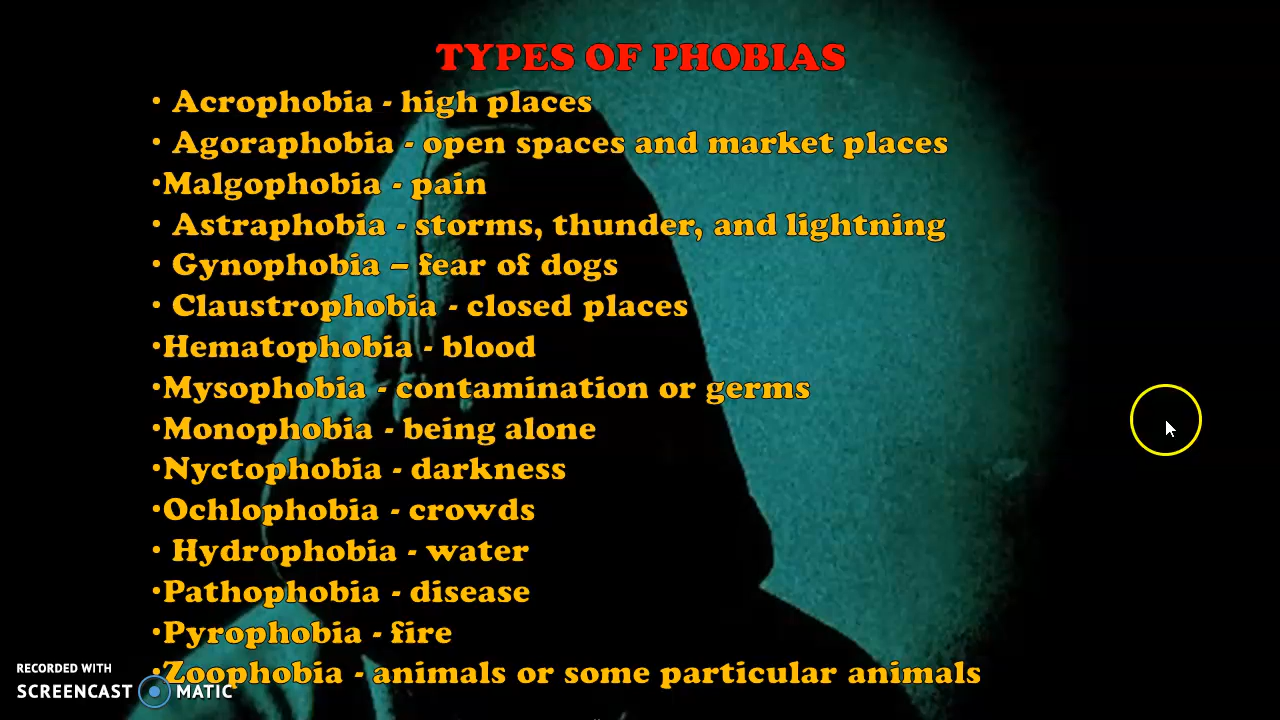 TYPES OF PHOBIAS
• Acrophobia - high places
• Agoraphobia - open spaces and market places
•Malgophobia - pain
• Astraphobia - storms, thunder, and lightning
• Gynophobia – fear of dogs
• Claustrophobia - closed places
•Hematophobia - blood
•Mysophobia - contamination or germs
•Monophobia - being alone
•Nyctophobia - darkness
•Ochlophobia - crowds
• Hydrophobia - water
•Pathophobia - disease
•Pyrophobia - fire
•Zoophobia - animals or some particular animals
RECORDED WITH
SCREENCAST MATIC